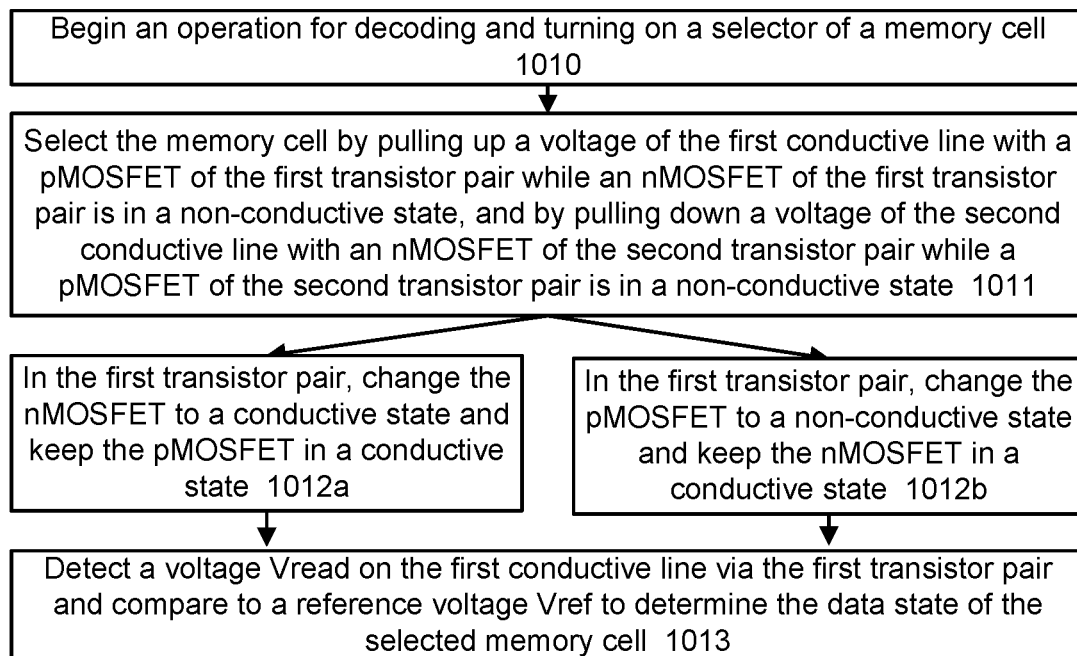 Begin an operation for decoding and turning on a selector of a memory cell
1010
Select the memory cell by pulling up a voltage of the first conductive line with a
pMOSFET of the first transistor pair while an nMOSFET of the first transistor
pair is in a non-conductive state, and by pulling down a voltage of the second
conductive line with an nMOSFET of the second transistor pair while a
pMOSFET of the second transistor pair is in a non-conductive state 1011
In the first transistor pair, change the
nMOSFET to a conductive state and
keep the pMOSFET in a conductive
state 1012a
In the first transistor pair, change the
pMOSFET to a non-conductive state
and keep the nMOSFET in a
conductive state 1012b
Detect a voltage Vread on the first conductive line via the first transistor pair
and compare to a reference voltage Vref to determine the data state of the
selected memory cell 1013